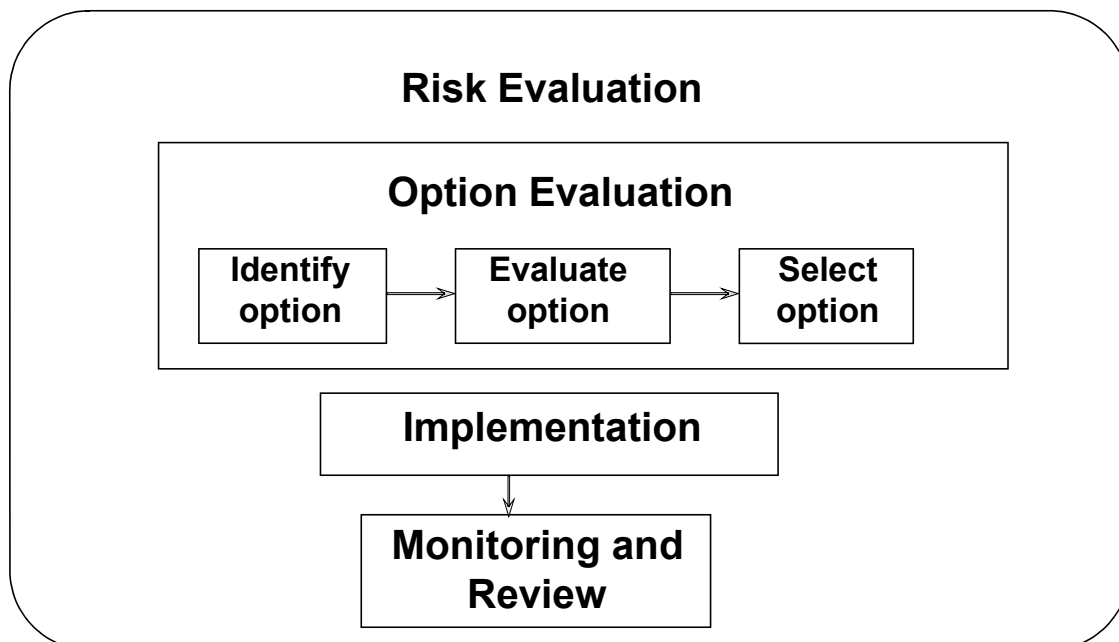 Risk Evaluation
Option Evaluation
Identify
option
Evaluate
option
Select
option
Implementation
Monitoring and
Review